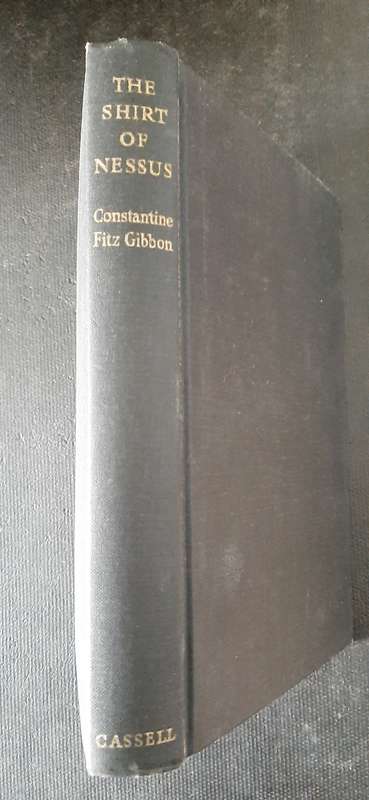 THE
SHIRT
OF
NESSUS
Constantine
Fitz Gibbon
CASSELL